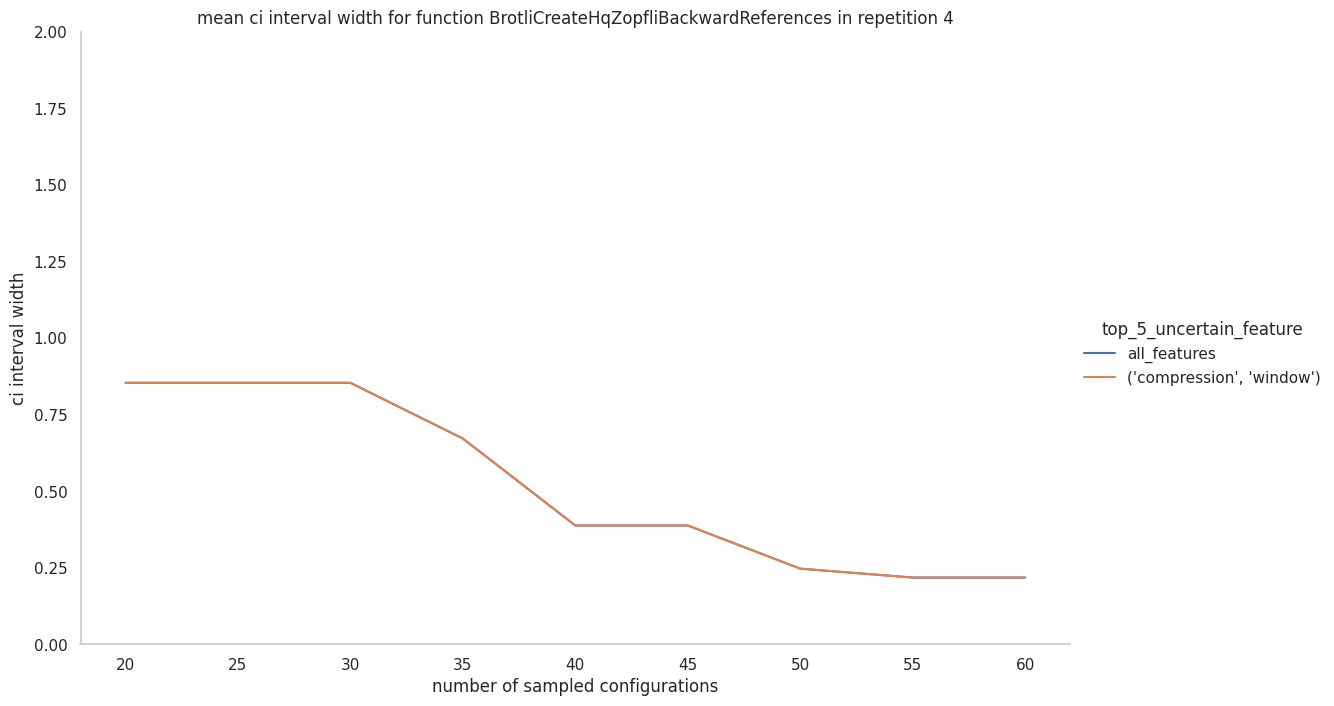 mean ci interval width for function BrotliCreateHqZopfliBackwardReferences in repetition 4
2.00
1.75
1.50
1.25
1.00
0.75
0.50
0.25
0.00
ci interval width
20 25 30 35 40 45 50 55 60
number of sampled configurations
top_5_uncertain_feature
all_features
('compression', 'window')